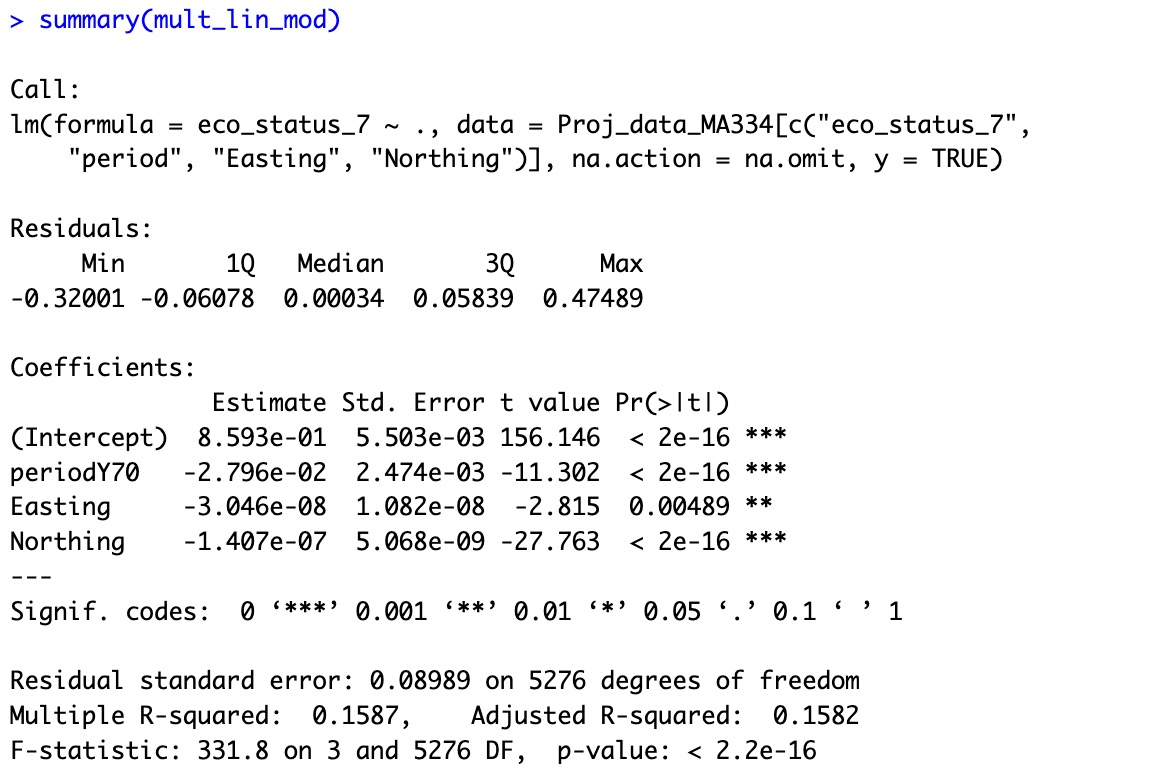 > summary(mult_lin_mod)
Call:
lm(formula = eco_status_7 ~ ., data = Proj_data_MA334[c("eco_status_7",
    "period", "Easting", "Northing")], na.action = na.omit, y = TRUE)
Residuals:
     Min       1Q   Median       3Q      Max
-0.32001 -0.06078  0.00034  0.05839  0.47489
Coefficients:
              Estimate Std. Error t value Pr(>|t|)
(Intercept)  8.593e-01  5.503e-03 156.146  < 2e-16 ***
periodY70   -2.796e-02  2.474e-03 -11.302  < 2e-16 ***
Easting     -3.046e-08  1.082e-08  -2.815  0.00489 **
Northing    -1.407e-07  5.068e-09 -27.763  < 2e-16 ***
---
Signif. codes:  0 ‘***’ 0.001 ‘**’ 0.01 ‘*’ 0.05 ‘.’ 0.1 ‘ ’ 1
Residual standard error: 0.08989 on 5276 degrees of freedom
Multiple R-squared:  0.1587,    Adjusted R-squared:  0.1582
F-statistic: 331.8 on 3 and 5276 DF,  p-value: < 2.2e-16